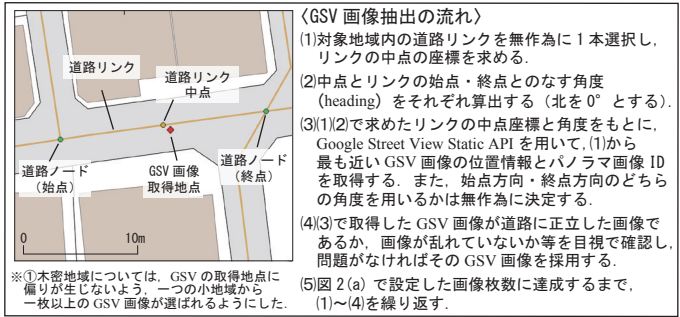 道路リンク
道路リンク
中点
道路ノード
(始点)
GSV 画像
取得地点
道路ノード
(終点)
0 10m
※①木密地域については,GSV の取得地点に
偏りが生じないよう,一つの小地域から
一枚以上の GSV 画像が選ばれるようにした.
〈GSV 画像抽出の流れ〉
(1)対象地域内の道路リンクを無作為に1本選択し,
リンクの中点の座標を求める.
(2)中点とリンクの始点・終点とのなす角度
(heading)をそれぞれ算出する(北を0°とする).
(3)(1)(2)で求めたリンクの中点座標と角度をもとに,
Google Street View Static API を用いて,(1)から
最も近い GSV 画像の位置情報とパノラマ画像 ID
を取得する.また,始点方向・終点方向のどちら
の角度を用いるかは無作為に決定する.
(4)(3)で取得した GSV 画像が道路に正立した画像で
あるか,画像が乱れていないか等を目視で確認し,
問題がなければその GSV 画像を採用する.
(5)図 2(a) で設定した画像枚数に達成するまで,
(1)~(4)を繰り返す.